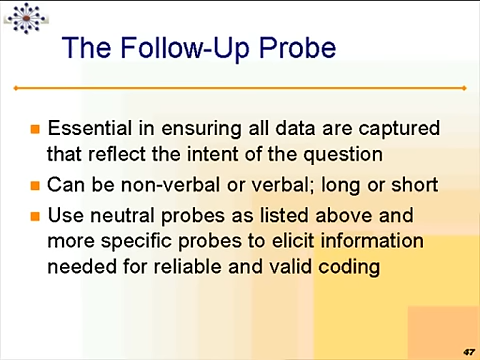 The Follow-Up Probe
Essential in ensuring all data are captured
that reflect the intent of the question
Can be non-verbal or verbal; long or short
Use neutral probes as listed above and
more specific probes to elicit information
needed for reliable and valid coding
47